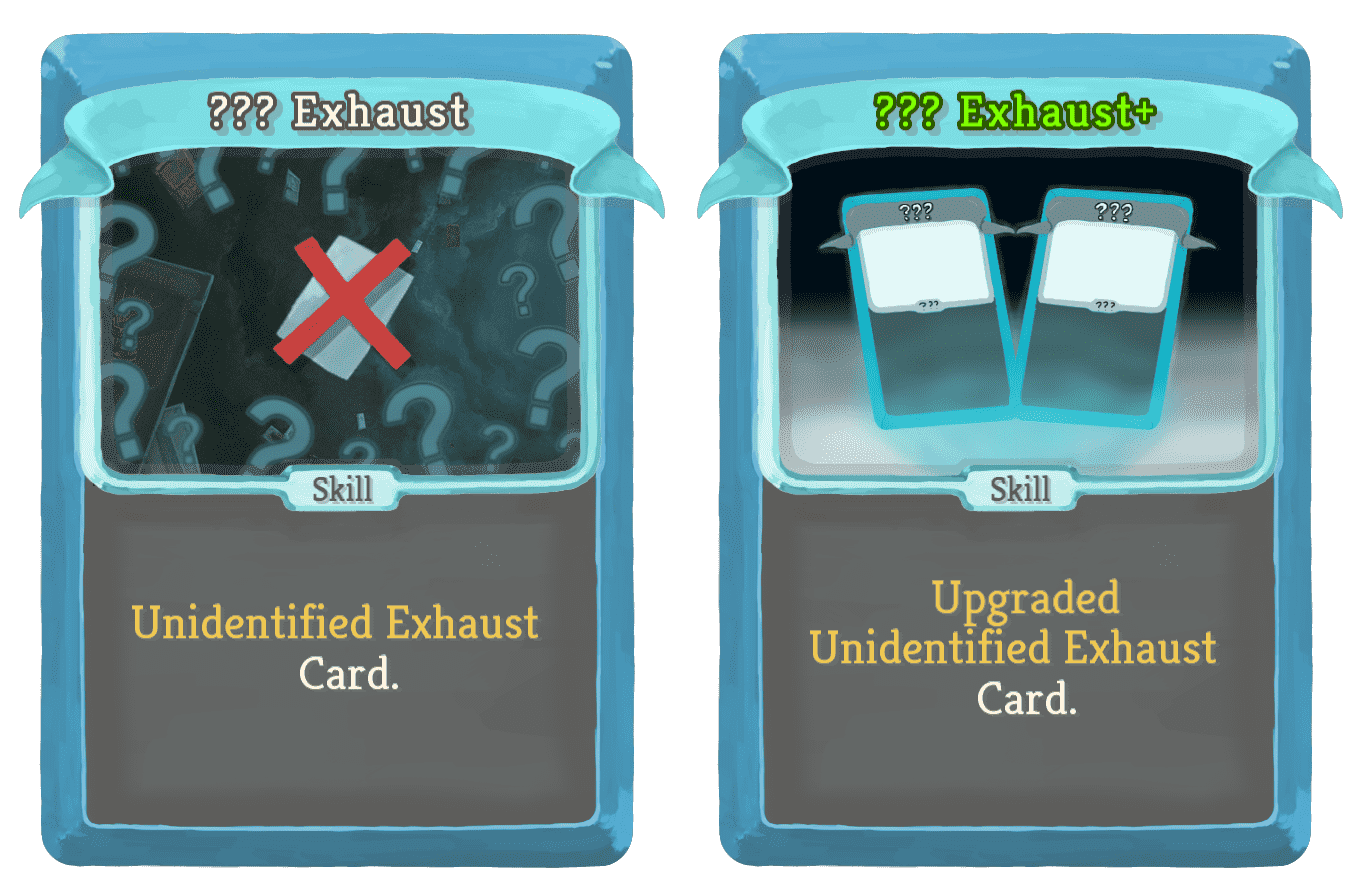 ??? Exhaust
Skill
Unidentified Exhaust
Card.
??? Exhaust+
???
???
???
???
Skill
Upgraded
Unidentified Exhaust
Card.